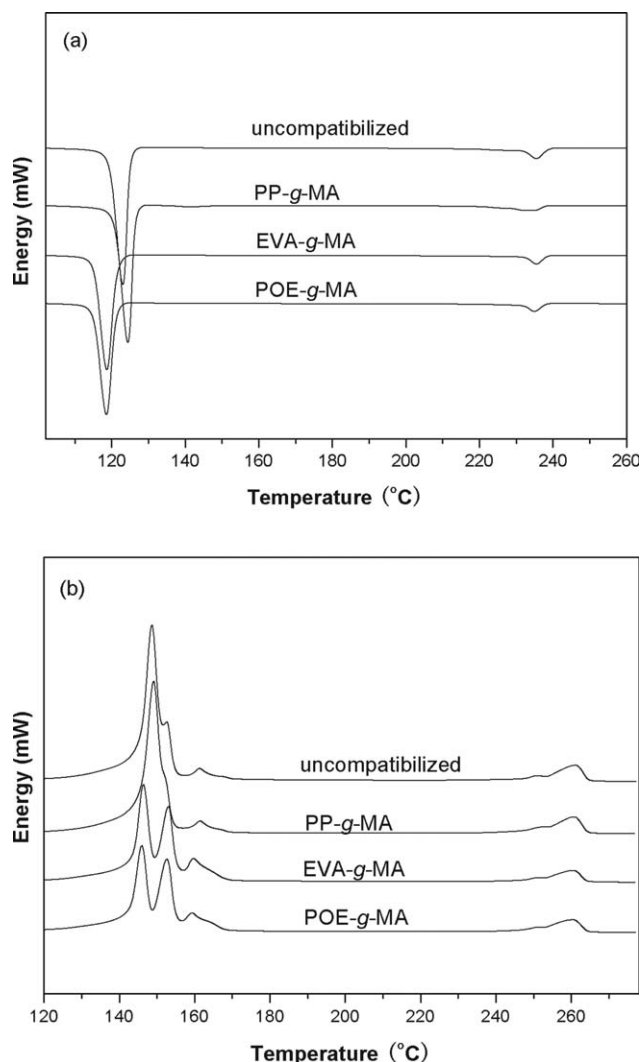 (a)
uncompatibilized
PP-g-MA
EVA-g-MA
POE-g-MA
Energy (mW)
120 140 160 180 200 220 240 260
Temperature (°C)
(b)
uncompatibilized
PP-g-MA
EVA-g-MA
POE-g-MA
Energy (mW)
120 140 160 180 200 220 240 260
Temperature (°C)